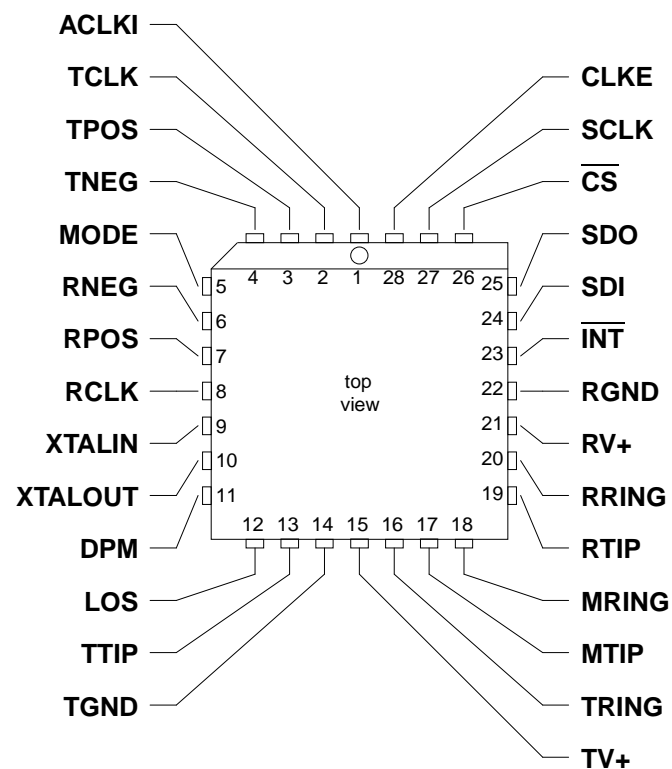 ACLKI
TCLK
TPOS
TNEG
MODE
RNEG
RPOS
RCLK
XTALIN
XTALOUT
DPM
LOS
TTIP
TGND
CLKE
SCLK
CS
SDO
SDI
INT
RGND
RV+
RRING
RTIP
MRING
MTIP
TRING
TV+
4 3 2 1 28 27 26
5
6
7
8
9
10
11
25
24
23
22
21
20
19
top
view
12 13 14 15 16 17 18